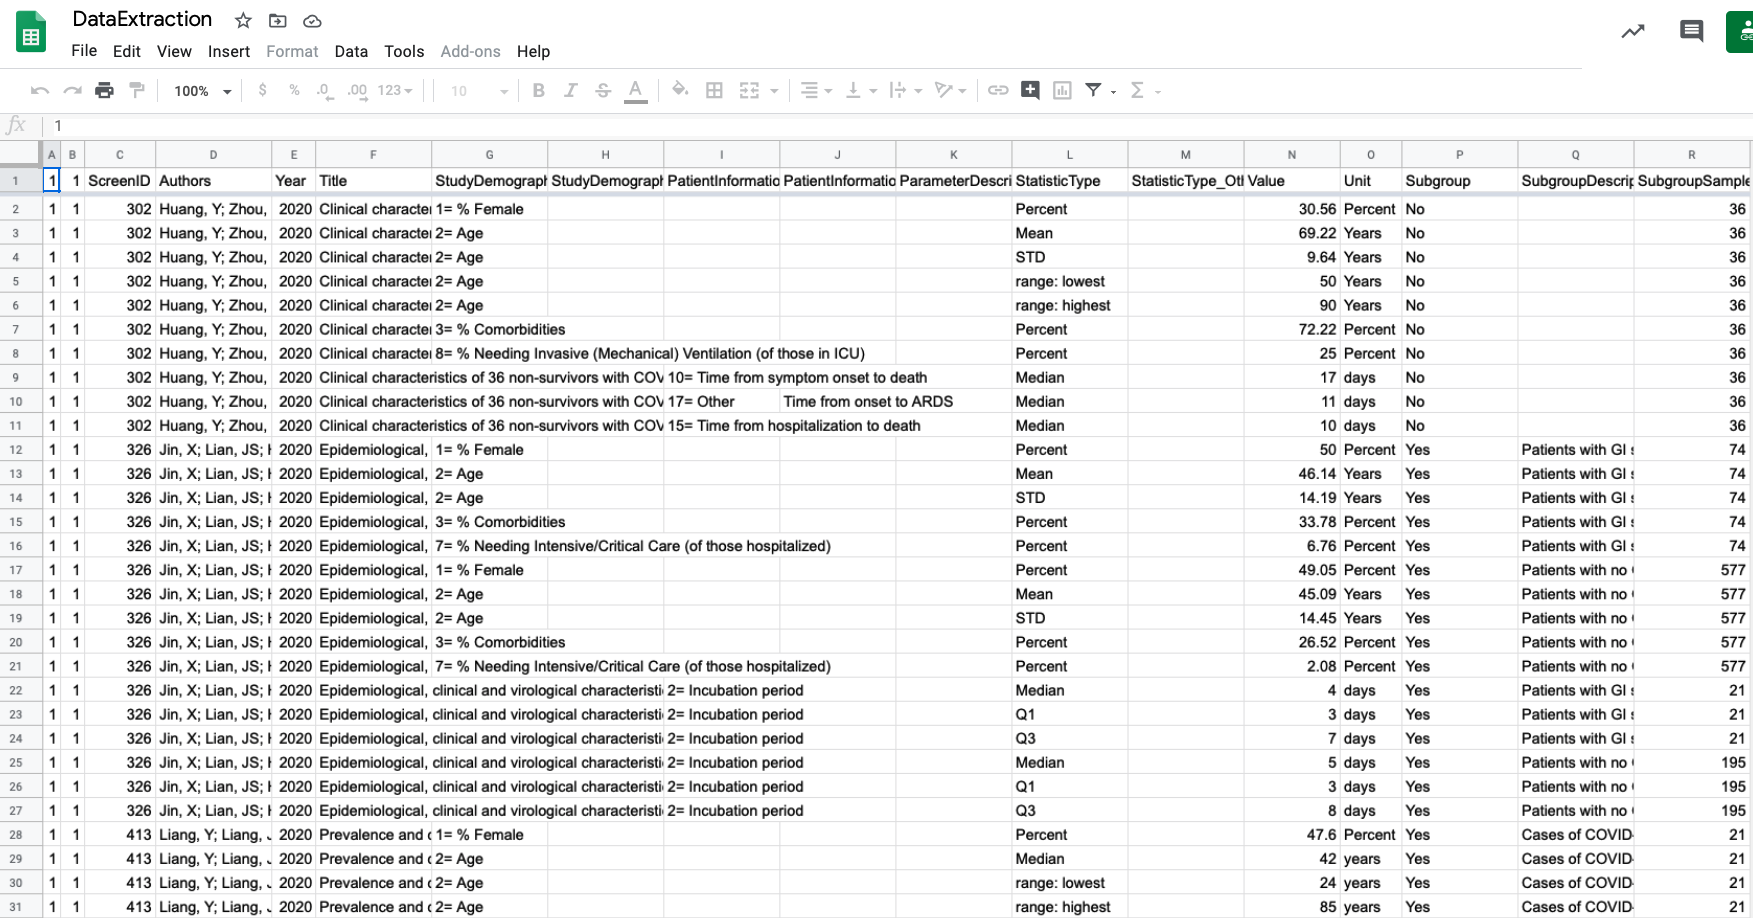 DataExtraction
File Edit View Insert Format Data Tools Add-ons Help
100% $ % .0 .00 123 10 B I S A Σ
fx 1
A B C D E F G H I J K L M N O P Q R
1 1 1 ScreenID Authors Year Title StudyDemograph StudyDemograph PatientInformatio PatientInformatio ParameterDescri StatisticType StatisticType_Oth Value Unit Subgroup SubgroupDescrip SubgroupSample
2 1 1 302 Huang, Y; Zhou, 2020 Clinical character 1= % Female Percent 30.56 Percent No 36
3 1 1 302 Huang, Y; Zhou, 2020 Clinical character 2= Age Mean 69.22 Years No 36
4 1 1 302 Huang, Y; Zhou, 2020 Clinical character 2= Age STD 9.64 Years No 36
5 1 1 302 Huang, Y; Zhou, 2020 Clinical character 2= Age range: lowest 50 Years No 36
6 1 1 302 Huang, Y; Zhou, 2020 Clinical character 2= Age range: highest 90 Years No 36
7 1 1 302 Huang, Y; Zhou, 2020 Clinical character 3= % Comorbidities Percent 72.22 Percent No 36
8 1 1 302 Huang, Y; Zhou, 2020 Clinical character 8= % Needing Invasive (Mechanical) Ventilation (of those in ICU) Percent 25 Percent No 36
9 1 1 302 Huang, Y; Zhou, 2020 Clinical characteristics of 36 non-survivors with COV 10= Time from symptom onset to death Median 17 days No 36
10 1 1 302 Huang, Y; Zhou, 2020 Clinical characteristics of 36 non-survivors with COV 17= Other Time from onset to ARDS Median 11 days No 36
11 1 1 302 Huang, Y; Zhou, 2020 Clinical characteristics of 36 non-survivors with COV 15= Time from hospitalization to death Median 10 days No 36
12 1 1 326 Jin, X; Lian, JS; 2020 Epidemiological, 1= % Female Percent 50 Percent Yes Patients with GI 74
13 1 1 326 Jin, X; Lian, JS; 2020 Epidemiological, 2= Age Mean 46.14 Years Yes Patients with GI 74
14 1 1 326 Jin, X; Lian, JS; 2020 Epidemiological, 2= Age STD 14.19 Years Yes Patients with GI 74
15 1 1 326 Jin, X; Lian, JS; 2020 Epidemiological, 3= % Comorbidities Percent 33.78 Percent Yes Patients with GI 74
16 1 1 326 Jin, X; Lian, JS; 2020 Epidemiological, 7= % Needing Intensive/Critical Care (of those hospitalized) Percent 6.76 Percent Yes Patients with GI 74
17 1 1 326 Jin, X; Lian, JS; 2020 Epidemiological, 1= % Female Percent 49.05 Percent Yes Patients with no 577
18 1 1 326 Jin, X; Lian, JS; 2020 Epidemiological, 2= Age Mean 45.09 Years Yes Patients with no 577
19 1 1 326 Jin, X; Lian, JS; 2020 Epidemiological, 2= Age STD 14.45 Years Yes Patients with no 577
20 1 1 326 Jin, X; Lian, JS; 2020 Epidemiological, 3= % Comorbidities Percent 26.52 Percent Yes Patients with no 577
21 1 1 326 Jin, X; Lian, JS; 2020 Epidemiological, 7= % Needing Intensive/Critical Care (of those hospitalized) Percent 2.08 Percent Yes Patients with no 577
22 1 1 326 Jin, X; Lian, JS; 2020 Epidemiological, clinical and virological characteristi 2= Incubation period Median 4 days Yes Patients with GI 21
23 1 1 326 Jin, X; Lian, JS; 2020 Epidemiological, clinical and virological characteristi 2= Incubation period Q1 3 days Yes Patients with GI 21
24 1 1 326 Jin, X; Lian, JS; 2020 Epidemiological, clinical and virological characteristi 2= Incubation period Q3 7 days Yes Patients with GI 21
25 1 1 326 Jin, X; Lian, JS; 2020 Epidemiological, clinical and virological characteristi 2= Incubation period Median 5 days Yes Patients with no 195
26 1 1 326 Jin, X; Lian, JS; 2020 Epidemiological, clinical and virological characteristi 2= Incubation period Q1 3 days Yes Patients with no 195
27 1 1 326 Jin, X; Lian, JS; 2020 Epidemiological, clinical and virological characteristi 2= Incubation period Q3 8 days Yes Patients with no 195
28 1 1 413 Liang, Y; Liang, 2020 Prevalence and 1= % Female Percent 47.6 Percent Yes Cases of COVID- 21
29 1 1 413 Liang, Y; Liang, 2020 Prevalence and 2= Age Median 42 years Yes Cases of COVID- 21
30 1 1 413 Liang, Y; Liang, 2020 Prevalence and 2= Age range: lowest 24 years Yes Cases of COVID- 21
31 1 1 413 Liang, Y; Liang, 2020 Prevalence and 2= Age range: highest 85 years Yes Cases of COVID- 21